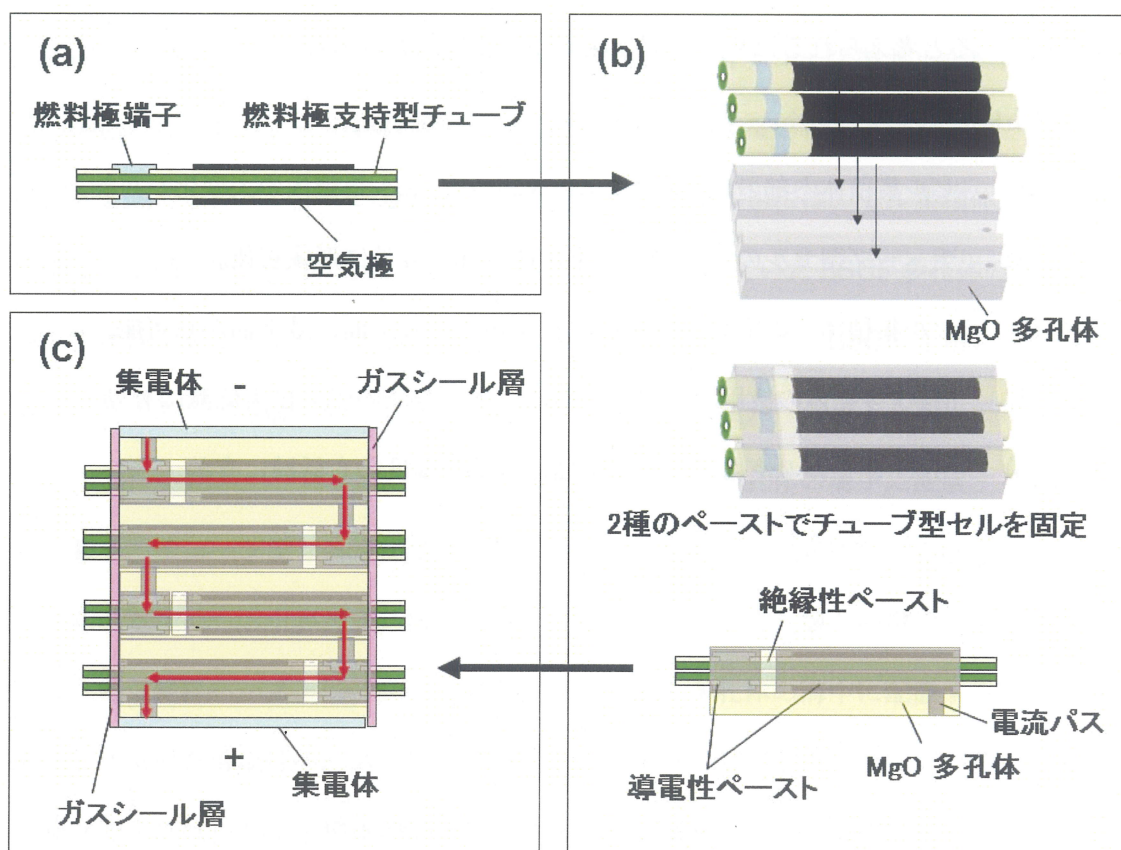 (a)
燃料極端子
燃料極支持型チューブ
空気極
(b)
MgO 多孔体
2種のペーストでチューブ型セルを固定
絶縁性ペースト
電流パス
MgO 多孔体
導電性ペースト
(c)
集電体
-
ガスシール層
+
集電体
ガスシール層